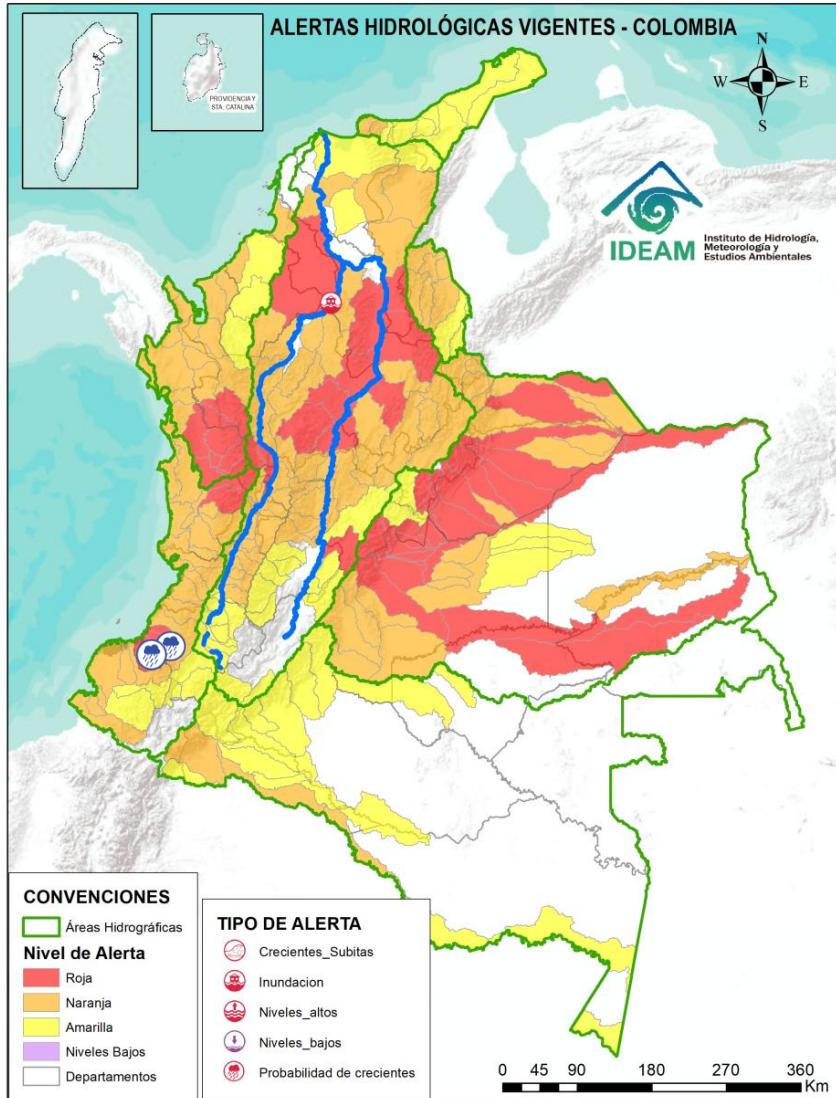 ALERTAS HIDROLÓGICAS VIGENTES - COLOMBIA
PROVIDENCIA Y
STA. CATALINA
N
W
E
S
IDEAM
Instituto de Hidrología,
Meteorología y
Estudios Ambientales
CONVENCIONES
Áreas Hidrográficas
Nivel de Alerta
Roja
Naranja
Amarilla
Niveles Bajos
Departamentos
TIPO DE ALERTA
Crecientes_Subitas
Inundacion
Niveles_altos
Niveles_bajos
Probabilidad de crecientes
0 45 90 180 270 360
Km